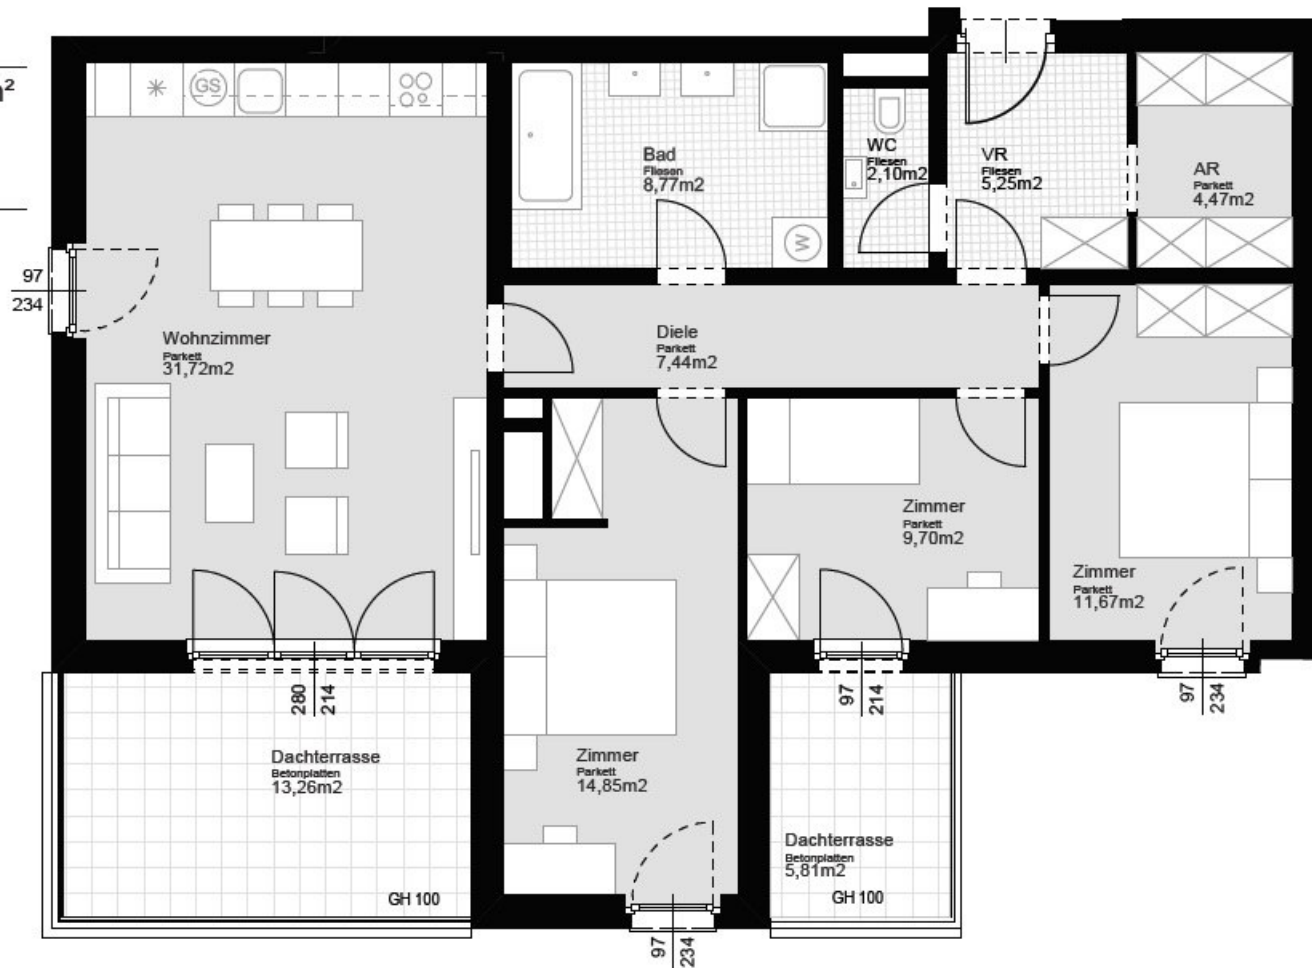 m²
GS
Bad
Fliesen
8,77m2
W
WC
Fliesen
2,10m2
VR
Fliesen
5,25m2
AR
Parkett
4,47m2
97
234
Wohnzimmer
Parkett
31,72m2
Diele
Parkett
7,44m2
Zimmer
Parkett
9,70m2
Zimmer
Parkett
11,67m2
280
214
97
214
97
234
Dachterrasse
Betonplatten
13,26m2
GH 100
Zimmer
Parkett
14,85m2
Dachterrasse
Betonplatten
5,81m2
GH 100
97
234